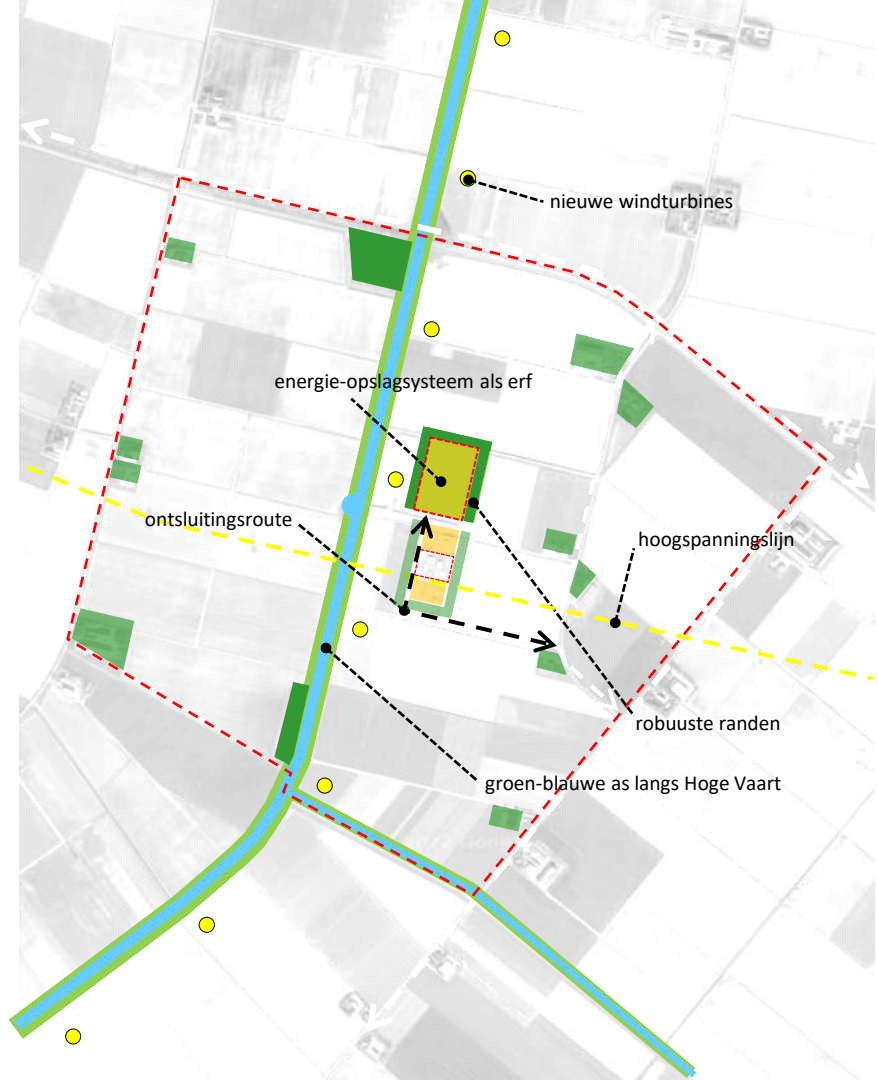 nieuwe windturbines
energie-opslagsysteem als erf
ontsluitingsroute
hoogspanningslijn
robuuste randen
groen-blauwe as langs Hoge Vaart